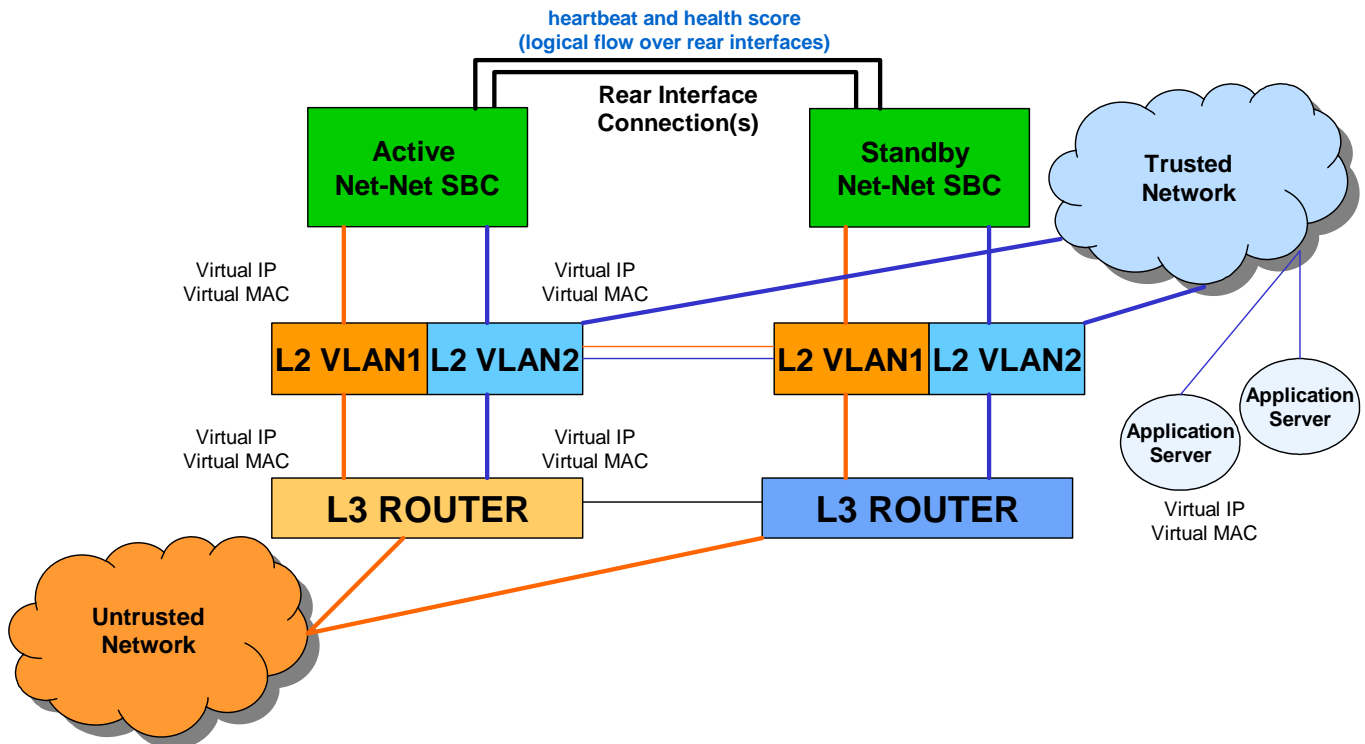 heartbeat and health score
(logical flow over rear interfaces)
Rear Interface
Connection(s)
Active
Net-Net SBC
Standby
Net-Net SBC
Trusted
Network
Virtual IP
Virtual MAC
Virtual IP
Virtual MAC
L2 VLAN1
L2 VLAN2
L2 VLAN1
L2 VLAN2
Application
Server
Application
Server
Virtual IP
Virtual MAC
Virtual IP
Virtual MAC
L3 ROUTER
L3 ROUTER
Virtual IP
Virtual MAC
Untrusted
Network